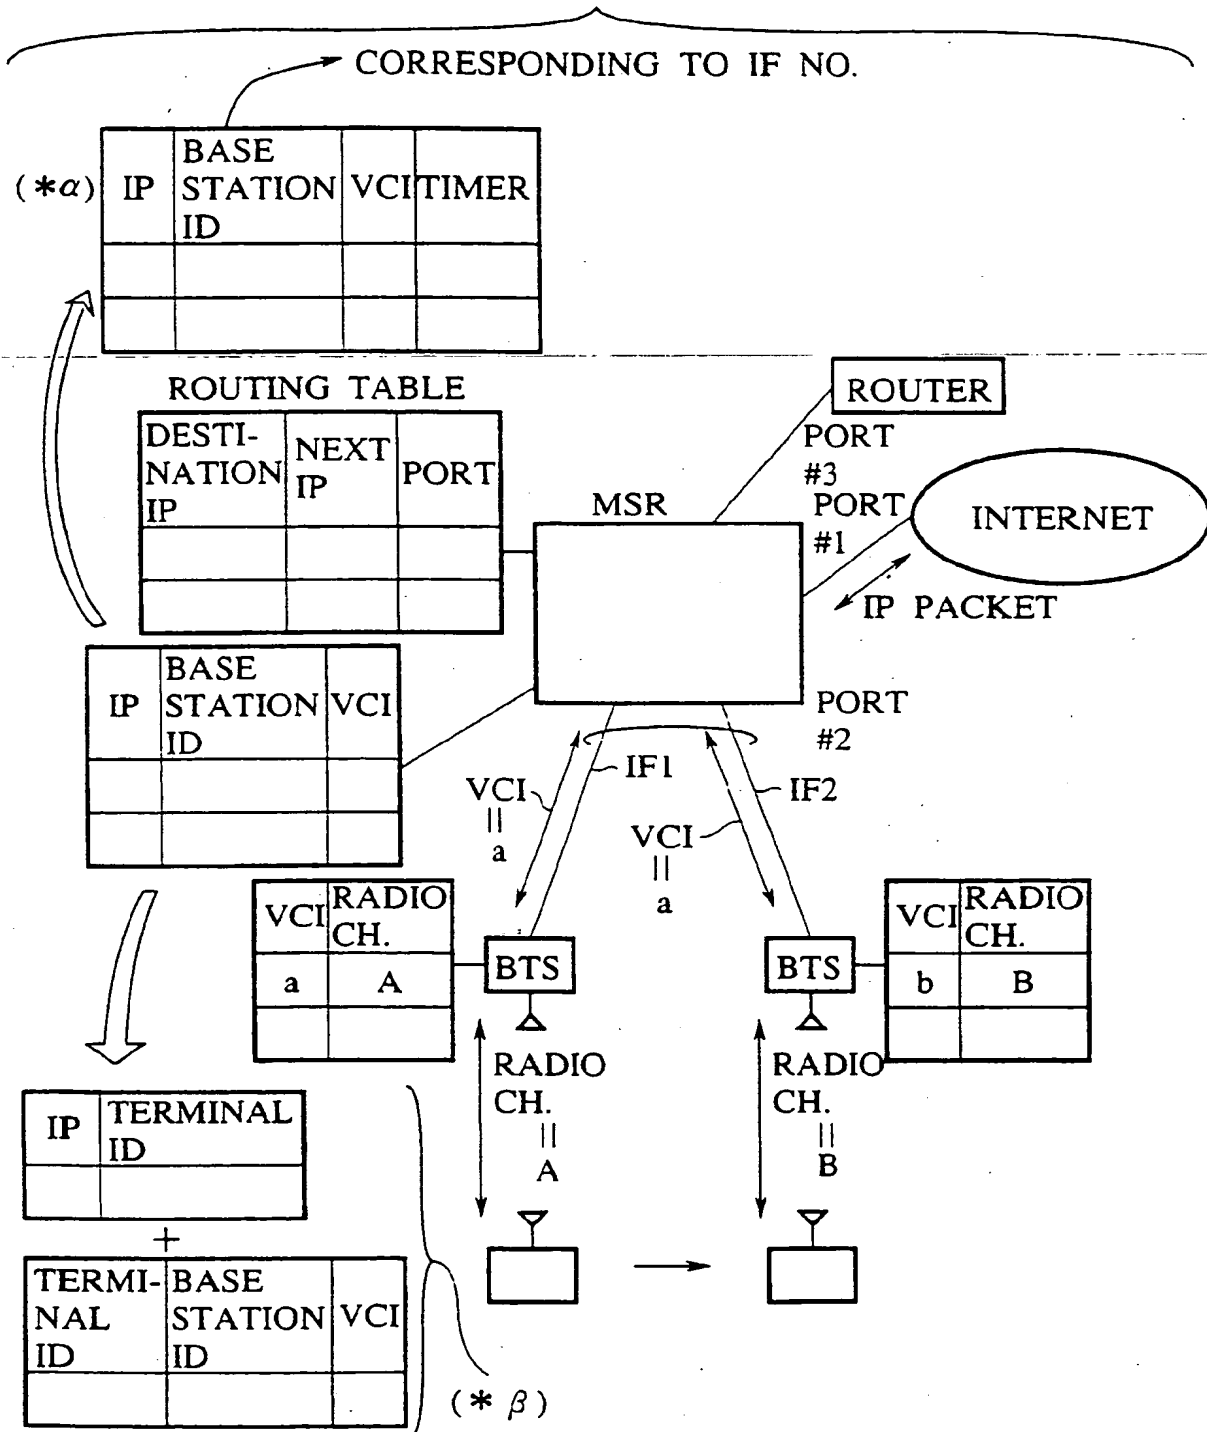 CORRESPONDING TO IF NO.
(*α)
IP
BASE
STATION
ID
VCI
TIMER
ROUTING TABLE
DESTI-
NATION
IP
NEXT
IP
PORT
ROUTER
PORT
#3
MSR
PORT
#1
INTERNET
IP PACKET
IP
BASE
STATION
ID
VCI
PORT
#2
IF1
IF2
VCI
||
a
VCI
||
a
VCI
RADIO
CH.
a
A
BTS
BTS
VCI
RADIO
CH.
b
B
RADIO
CH.
||
A
RADIO
CH.
||
B
IP
TERMINAL
ID
+
TERMI-
NAL
ID
BASE
STATION
ID
VCI
(* β)